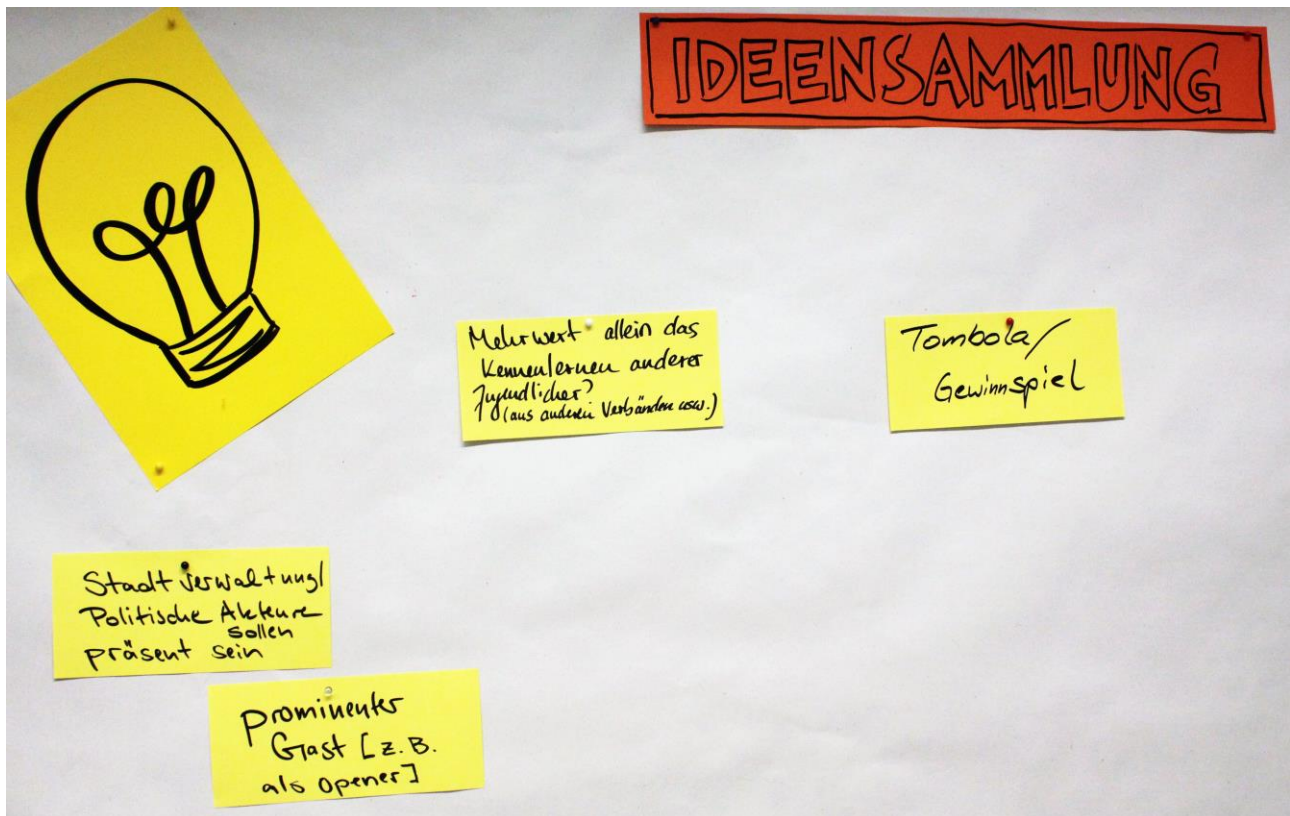 IDEENSAMMLUNG
Mehrwert allein das
Kennenlernen anderer
Jugendlicher?
(aus anderen Verbänden usw.)
Tombola/
Gewinnspiel
Stadtverwaltung/
Politische Akteure
sollen
präsent sein
prominenter
Gast [z.B.
als opener]